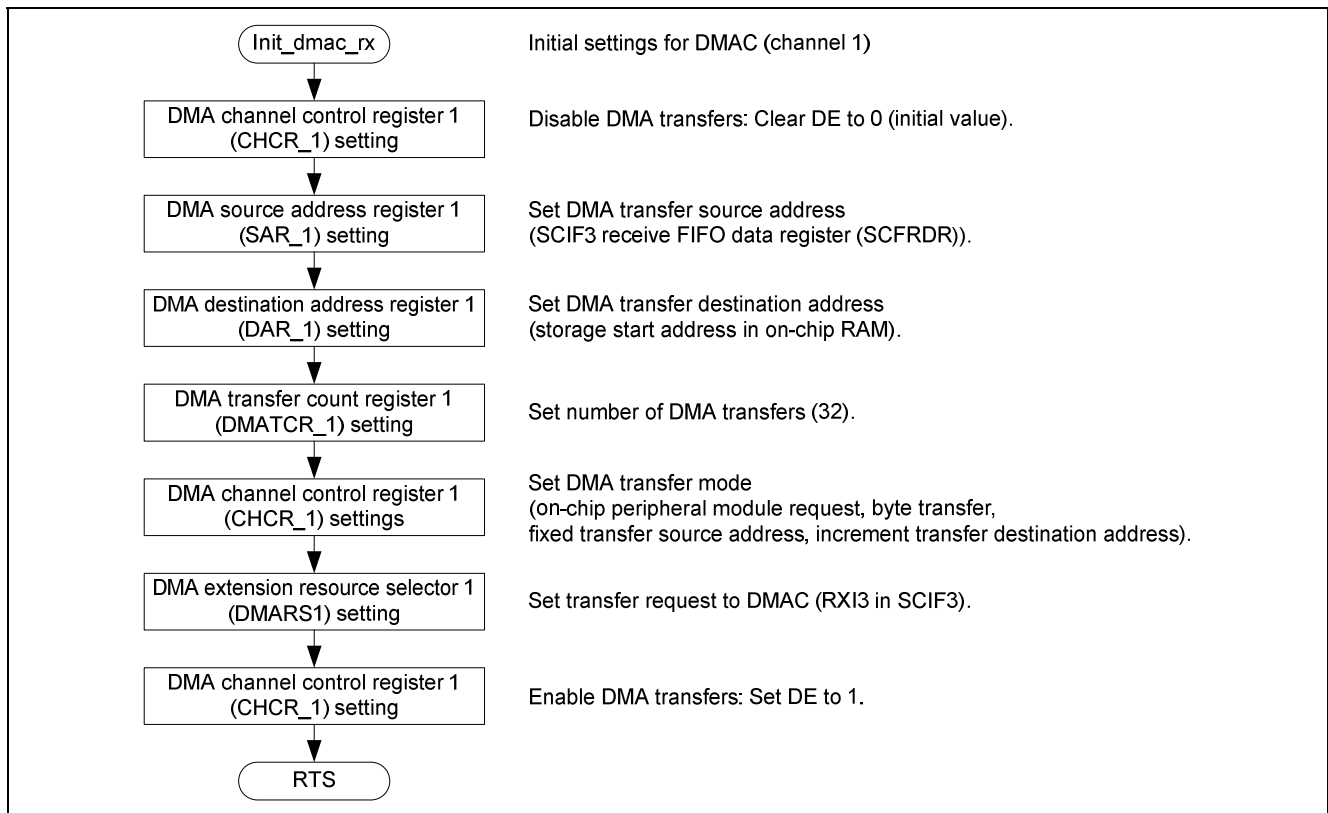 Init_dmac_rx
Initial settings for DMAC (channel 1)
DMA channel control register 1
(CHCR_1) setting
Disable DMA transfers: Clear DE to 0 (initial value).
DMA source address register 1
(SAR_1) setting
Set DMA transfer source address
(SCIF3 receive FIFO data register (SCFRDR)).
DMA destination address register 1
(DAR_1) setting
Set DMA transfer destination address
(storage start address in on-chip RAM).
DMA transfer count register 1
(DMATCR_1) setting
Set number of DMA transfers (32).
DMA channel control register 1
(CHCR_1) settings
Set DMA transfer mode
(on-chip peripheral module request, byte transfer,
fixed transfer source address, increment transfer destination address).
DMA extension resource selector 1
(DMARS1) setting
Set transfer request to DMAC (RXI3 in SCIF3).
DMA channel control register 1
(CHCR_1) setting
Enable DMA transfers: Set DE to 1.
RTS